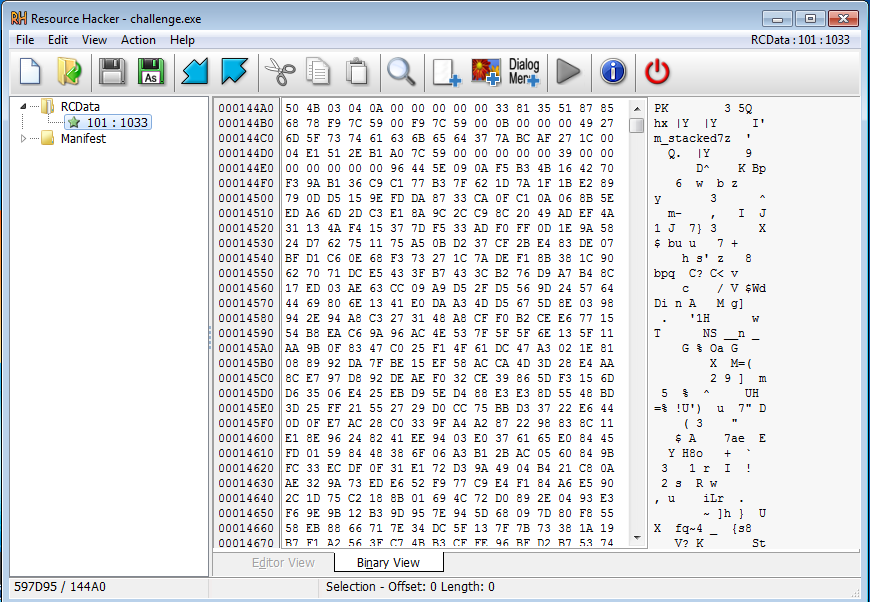 Resource Hacker - challenge.exe
File Edit View Action Help RCData : 101 : 1033
As Dialog Menu
RCData
101 : 1033
Manifest
000144A0 50 4B 03 04 0A 00 00 00 00 00 33 81 35 51 87 85 PK 3 5Q
000144B0 68 78 F9 7C 59 00 F9 7C 59 00 0B 00 00 00 49 27 hx |Y |Y I'
000144C0 6D 5F 73 74 61 63 6B 65 64 37 7A BC AF 27 1C 00 m_stacked7z '
000144D0 04 E1 51 2E B1 A0 7C 59 00 00 00 00 00 39 00 00 Q. |Y 9
000144E0 00 00 00 00 00 96 44 5E 09 0A F5 B3 4B 16 42 70 D^ K Bp
000144F0 F3 9A B1 36 C9 C1 77 B3 7F 62 1D 7A 1F 1B E2 89 6 w b z
00014500 79 0D D5 15 9E FD DA 87 33 CA 0F C1 0A 06 8B 5E y 3 ^
00014510 ED A6 6D 2D C3 E1 8A 9C 2C C9 8C 20 49 AD EF 4A m- , I J
00014520 31 13 4A F4 15 37 7D DF 55 33 AD F0 FF 0D 1E 9A 58 1 J 7} 3 X
00014530 24 D7 62 75 11 75 A5 0B D2 37 CF 2B E4 83 DE 07 $ bu u 7 +
00014540 BF D1 C6 0E 68 F3 73 27 1C 7A DE F1 8B 38 1C 90 h s' z 8
00014550 62 70 71 DC E5 43 3F B7 43 3C B2 76 D9 A7 B4 8C bpq C? C< v
00014560 17 ED 03 AE 63 CC 09 A9 D5 2F D5 56 9D 24 57 64 c / V $Wd
00014570 44 69 80 6E 13 41 E0 DA A3 4D D5 67 5D 8E 03 98 Di n A M g]
00014580 94 2E 94 A8 C3 27 31 48 A8 CF F0 B2 CE E6 77 15 . '1H w
00014590 54 B8 EA C6 9A 96 AC 4E 53 7F 5F 5F 6E 13 5F 11 T NS __n _
000145A0 AA 9B 0F 83 47 C0 25 F1 4F 61 DC 47 A3 02 1E 81 G % Oa G
000145B0 08 89 92 DA 7F BE 15 EF 58 AC CA 4D 3D 28 E4 AA X M=(
000145C0 8C E7 97 D8 92 DE AE F0 32 CE 39 86 5D F3 15 6D 2 9 ] m
000145D0 D6 35 06 E4 25 EB D9 5E D4 88 E3 E3 8D 55 48 BD 5 % ^ UH
000145E0 3D 25 FF 21 55 27 29 D0 CC 75 BB D3 37 22 E6 44 =% !U') u 7" D
000145F0 0D 0F E7 AC 28 C0 33 9F A4 A2 87 22 98 83 8C 11 ( 3 "
00014600 E1 8E 96 24 82 41 EE 94 03 E0 37 61 65 E0 84 45 $ A 7ae E
00014610 FD 01 59 84 48 38 6F 06 A3 B1 2B AC 05 60 84 9B Y H8o + `
00014620 FC 33 EC DF 0F 31 E1 72 D3 9A 49 04 B4 21 C8 0A 3 1 r I !
00014630 AE 32 9A 73 ED E6 52 F9 77 C9 E4 F1 84 A6 E5 90 2 s R w
00014640 2C 1D 75 C2 18 8B 01 69 4C 72 D0 89 2E 04 93 E3 , u iLr .
00014650 F6 9E 9B 12 B3 9D 95 7E 94 5D 68 09 7D 80 F8 55 ~ ]h } U
00014660 58 EB 88 66 71 7E 34 DC 5F 13 7F 7B 73 38 1A 19 X fq~4 _ {s8
00014670 B7 F1 A2 56 3F C7 4B B3 CF FE 96 BF D2 B7 53 74 V? K St
Editor View Binary View
597D95 / 144A0 Selection - Offset: 0 Length: 0